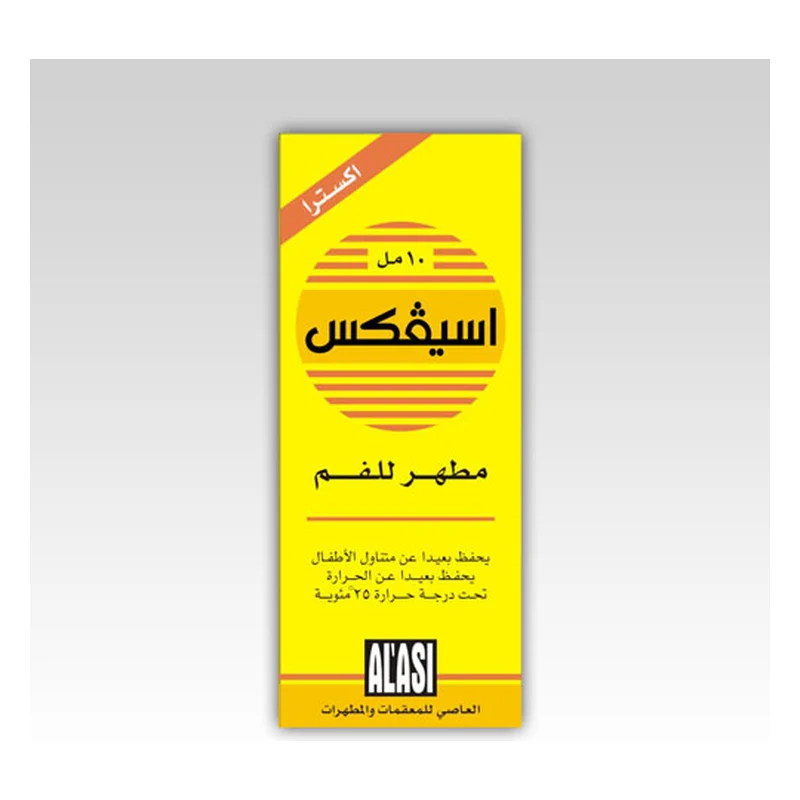 اكسترا
١٠ مل
اسيڤكس
مطهر للفم
يحفظ بعيدا عن متناول الأطفال
يحفظ بعيدا عن الحرارة
تحت درجة حرارة ٢٥° مئوية
AL'ASI
العاصي للمعقمات والمطهرات